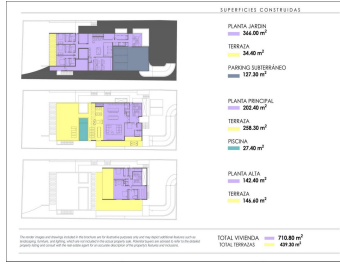 SUPERFICIES CONSTRUIDAS
PLANTA JARDIN
366.00 m²
TERRAZA
34.40 m²
PARKING SUBTERRÁNEO
127.30 m²
PLANTA PRINCIPAL
202.40 m²
TERRAZA
258.30 m²
PISCINA
27.40 m²
PLANTA ALTA
142.40 m²
TERRAZA
146.60 m²
TOTAL VIVIENDA 710.80 m²
TOTAL TERRAZAS 439.30 m²